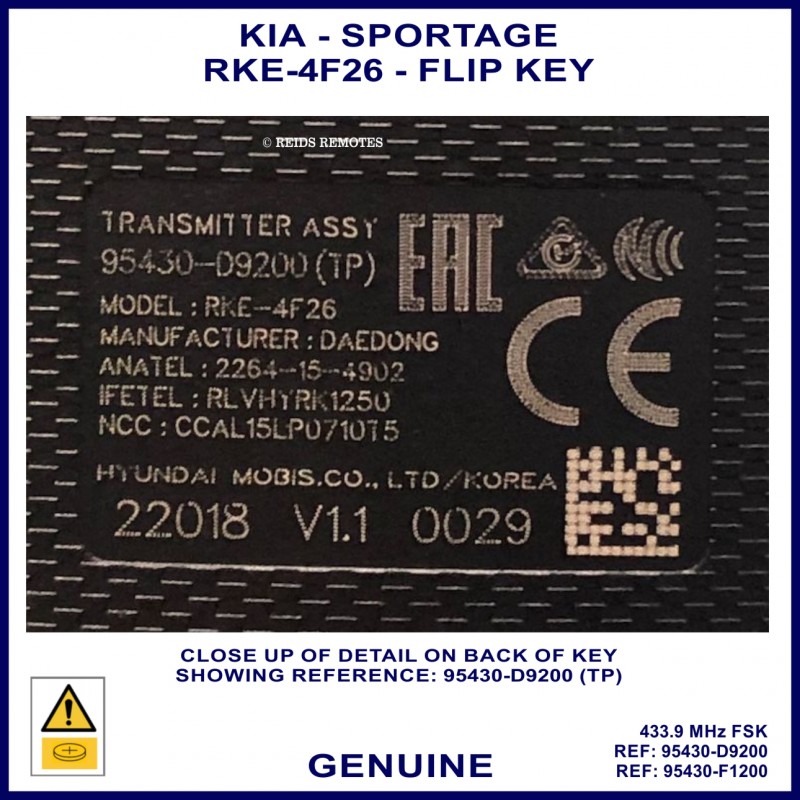 KIA - SPORTAGE
RKE-4F26 - FLIP KEY
© REIDS REMOTES
TRANSMITTER ASSY
95430-D9200 (TP)
MODEL : RKE-4F26
MANUFACTURER : DAEDONG
ANATEL : 2264-15-4902
IFETEL : RLVHYRK1250
NCC : CCAL15LP0710T5
EAC
CE
HYUNDAI MOBIS.CO., LTD/KOREA
22018 V1.1 0029
CLOSE UP OF DETAIL ON BACK OF KEY
SHOWING REFERENCE: 95430-D9200 (TP)
433.9 MHz FSK
REF: 95430-D9200
REF: 95430-F1200
GENUINE